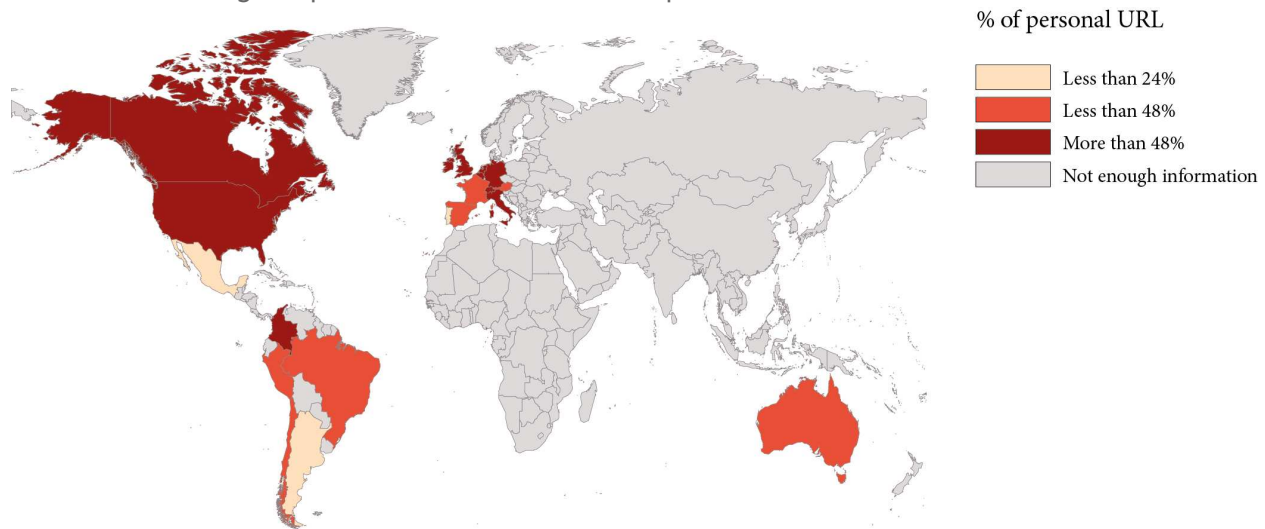 % of personal URL
Less than 24%
Less than 48%
More than 48%
Not enough information